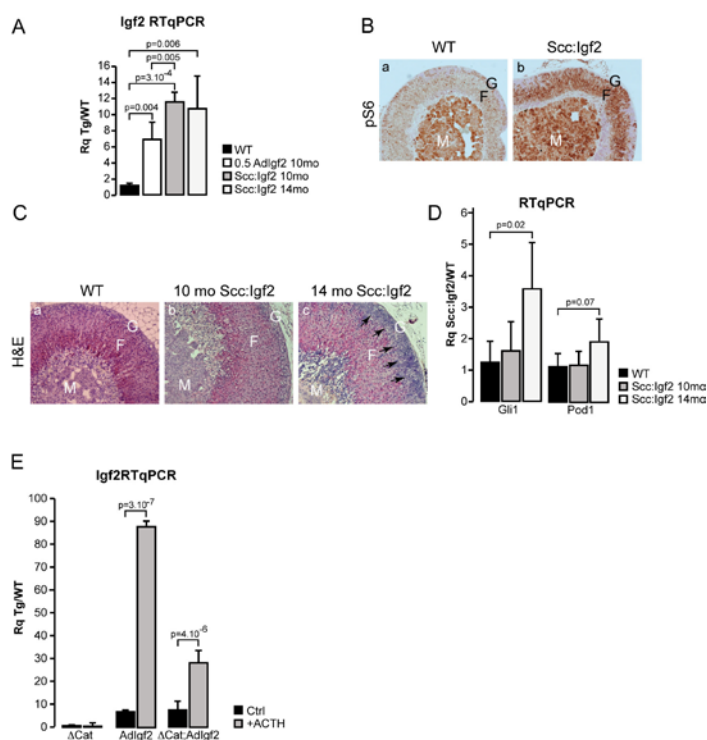 A
Igf2 RTqPCR
p=0.006
p=0.005
p=3.10-4
p=0.004
Rq Tg/WT
16
14
12
10
8
6
4
2
0
WT
0.5 AdIgf2 10mo
Scc:Igf2 10mo
Scc:Igf2 14mo
B
WT
Scc:Igf2
pS6
a
G
F
M
b
G
F
M
C
WT
10 mo Scc:Igf2
14 mo Scc:Igf2
H&E
a
G
F
M
b
G
F
M
c
G
F
M
D
RTqPCR
Rq Scc:Igf2/WT
6
5
4
3
2
1
0
p=0.02
p=0.07
WT
Scc:Igf2 10mα
Scc:Igf2 14mα
Gli1
Pod1
E
Igf2RTqPCR
Rq Tg/WT
100
90
80
70
60
50
40
30
20
10
0
p=3.10-7
p=4.10-6
Ctrl
+ACTH
ΔCat
AdIgf2
ΔCat:AdIgf2